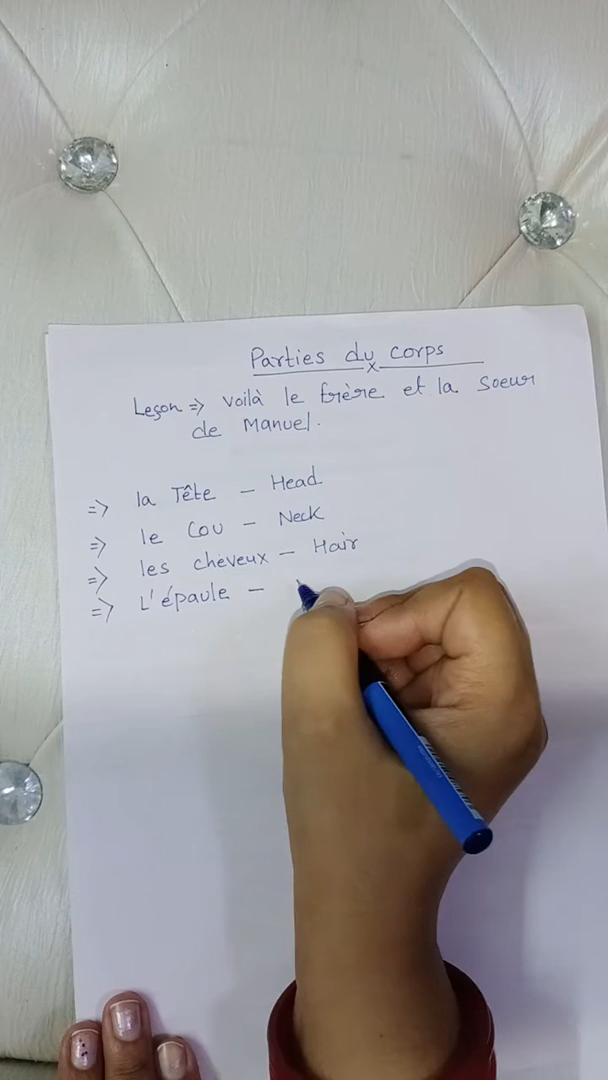 Parties du corps
x
Leçon => voilà le frère et la soeur
de Manuel.
=> la Tête - Head
=> le Cou - Neck
=> les cheveux - Hair
=> L'épaule -